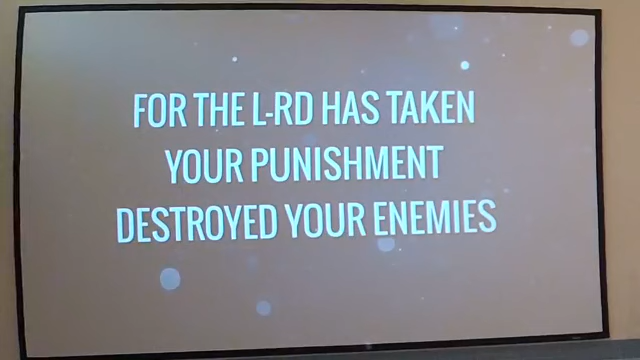 FOR THE L-RD HAS TAKEN
YOUR PUNISHMENT
DESTROYED YOUR ENEMIES